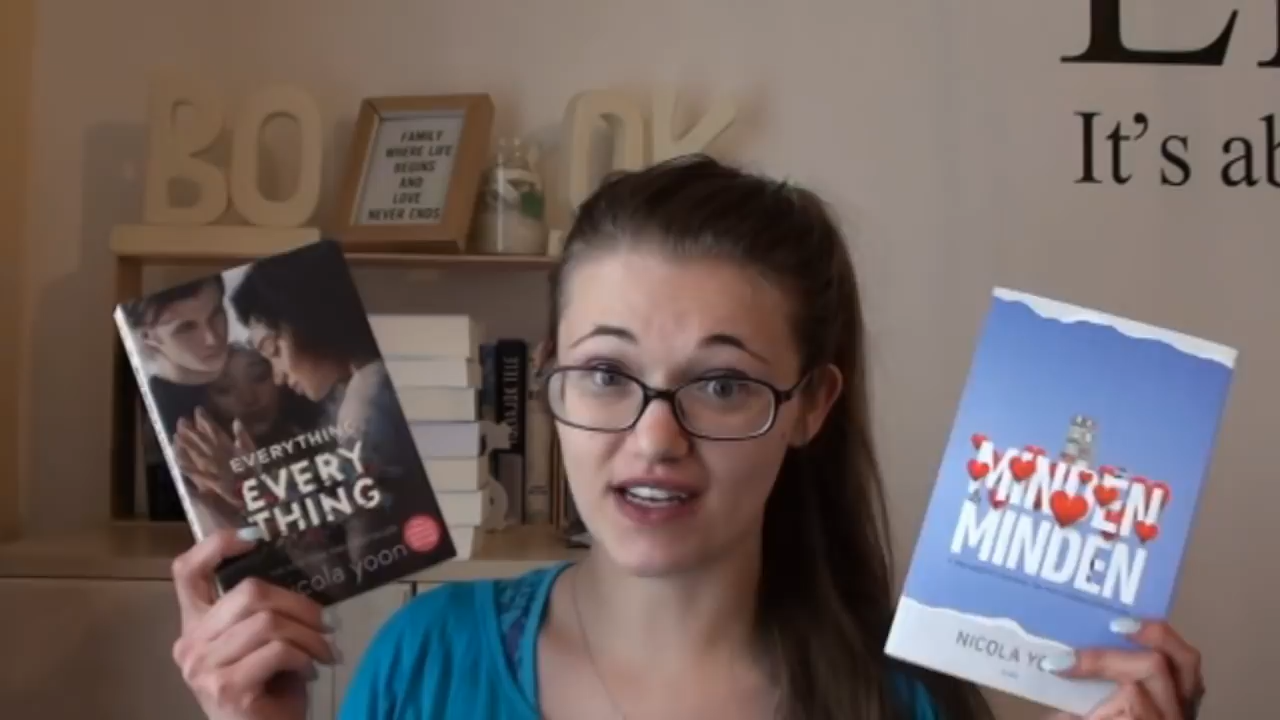 BO OK
FAMILY
WHERE LIFE
BEGINS
AND
LOVE
NEVER ENDS
It's ab
EVERYTHING
EVERY
THING
icola yoon
MINDEN
MINDEN
NICOLA YO